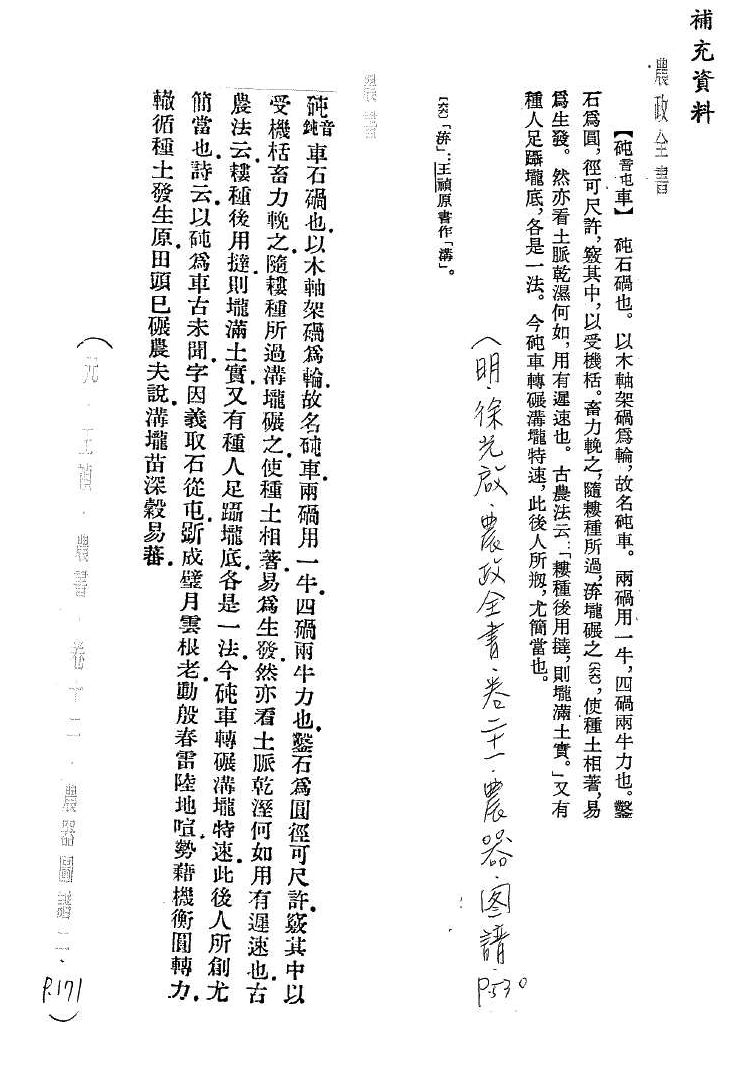 補充資料
農政全書
【砘音屯車】　砘石碢也。以木軸架碢爲輪，故名砘車。兩碢用一牛，四碢兩牛力也。鑿
石爲圓，徑可尺許，竅其中，以受機栝。畜力輓之，隨耬種所過，泲壠碾之〔六〕，使種土相著，易
爲生發。然亦看土脈乾濕何如，用有遲速也。古農法云：「耬種後用撻，則壠滿土實。」又有
種人足躡壠底，各是一法。今砘車轉碾溝壠特速，此後人所剏，尤簡當也。
（明．徐光啟．農政全書．卷二十一．農器．图譜．P.530
〔六〕「泲」：王禎原書作「溝」。
農書
砘音鈍車石碢也．以木軸架碢爲輪故名砘車．兩碢用一牛四碢兩牛力也．鑿石爲圓徑可尺許．竅其中以
受機栝畜力輓之．隨耬種所過溝壠碾之．使種土相著．易爲生發．然亦看土脈乾溼何如用有遲速也．古
農法云耬種後用撻則壠滿土實．又有種人足躡壠底．各是一法．今砘車轉碾溝壠特速．此後人所創尤
簡當也．詩云以砘爲車古未聞．字因義取石從屯．斲成璧月雲根老．動殷春雷陸地喧．勢藉機衡圓轉力．
轍循種土發生原．田頭已碾農夫說．溝壠苗深穀易蕃．
（元．王禎．農書．卷十二．農器圖譜二．P.171）